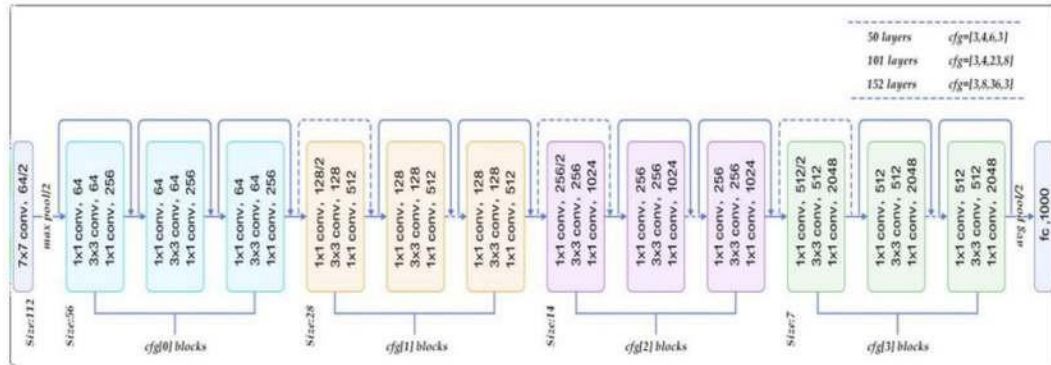 50 layers cfg=[3,4,6,3]
101 layers cfg=[3,4,23,8]
152 layers cfg=[3,8,36,3]
7×7 conv, 64/2
max pool/2
1x1 conv, 64
3x3 conv, 64
1x1 conv, 256
1x1 conv, 64
3x3 conv, 64
1x1 conv, 256
1x1 conv, 64
3x3 conv, 64
1x1 conv, 256
1x1 conv, 128/2
3x3 conv, 128
1x1 conv, 512
1x1 conv, 128
3x3 conv, 128
1x1 conv, 512
1x1 conv, 128
3x3 conv, 128
1x1 conv, 512
1x1 conv, 256/2
3x3 conv, 256
1x1 conv, 1024
1x1 conv, 256
3x3 conv, 256
1x1 conv, 1024
1x1 conv, 256
3x3 conv, 256
1x1 conv, 1024
1x1 conv, 512/2
3x3 conv, 512
1x1 conv, 2048
1x1 conv, 512
3x3 conv, 512
1x1 conv, 2048
1x1 conv, 512
3x3 conv, 512
1x1 conv, 2048
avg pool/2
fc ,1000
Size:112
Size:56
cfg[0] blocks
Size:28
cfg[1] blocks
Size:14
cfg[2] blocks
Size:7
cfg[3] blocks